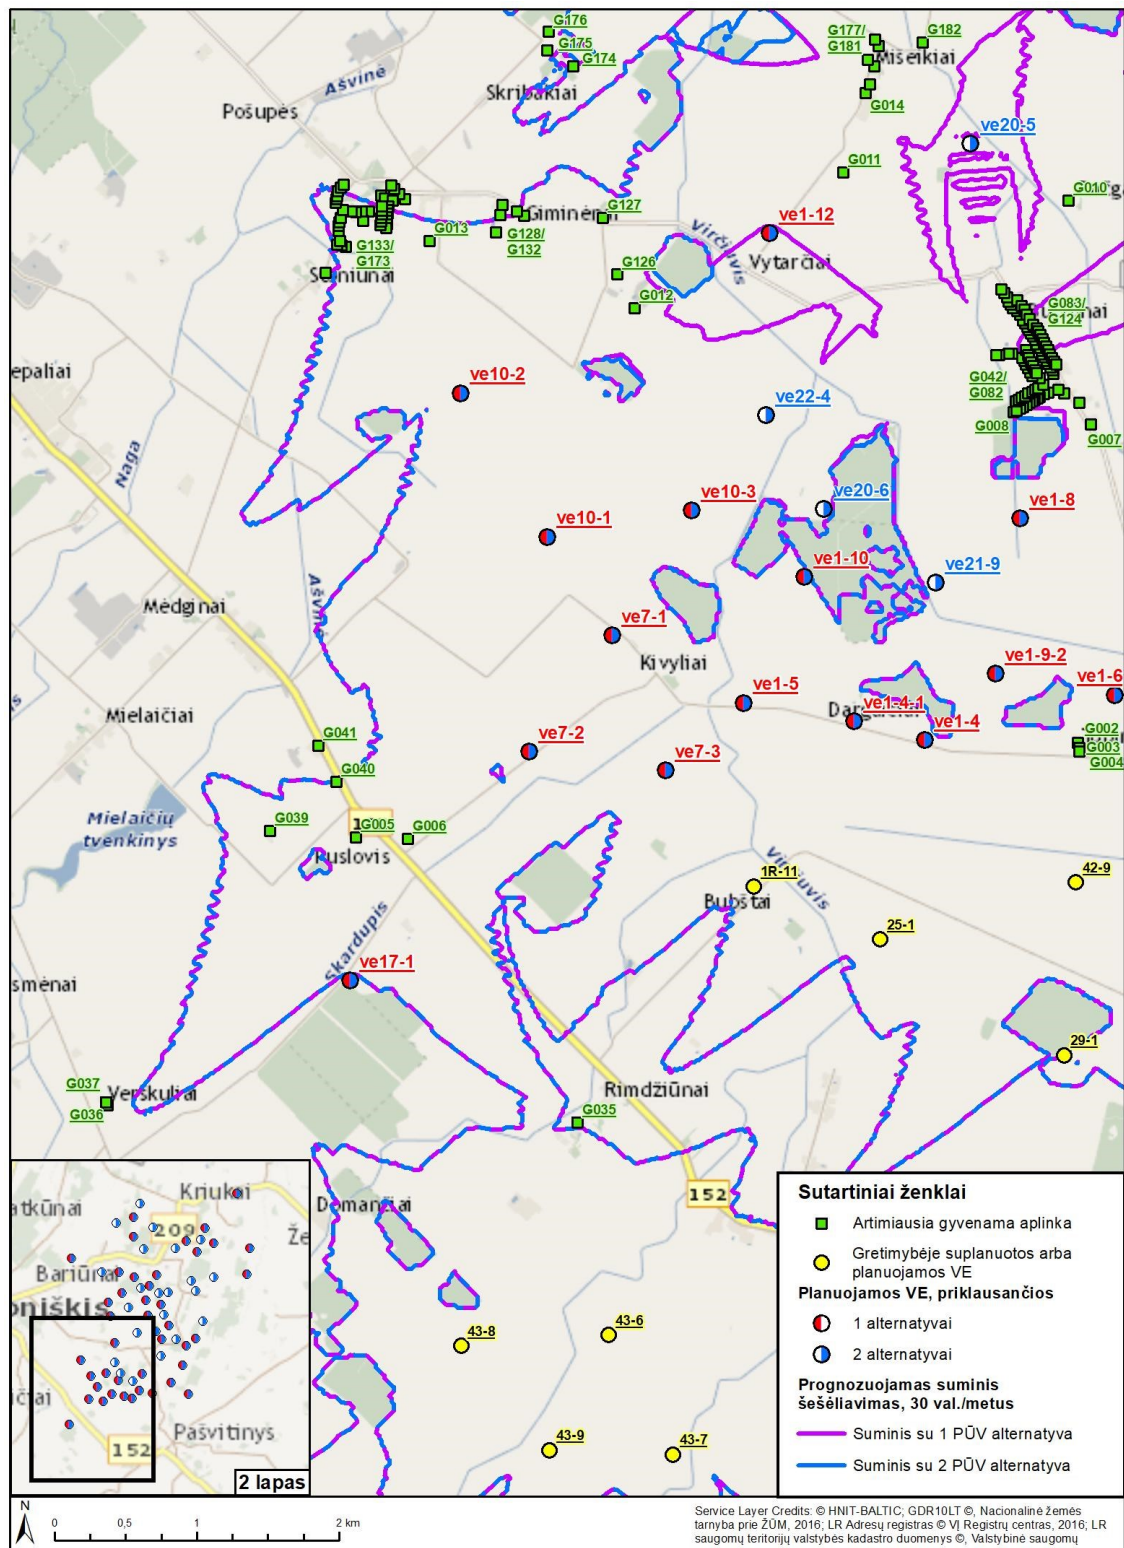 G176
G175
G174
G177/
G181
G182
Mišeikiai
Ašvinė
Skribakiai
Pošupės
G014
ve20-5
G011
G010
G127
Giminėnai
G128/
G132
G013
G133/
G173
ve1-12
Virčiuvis
Vytarčiai
G126
G012
G083/
G124
epaliai
ve10-2
ve22-4
G042/
G082
G008
G007
Naga
ve10-3
ve20-6
ve1-8
ve10-1
ve1-10
ve21-9
Ašvinė
Mėdginai
ve7-1
Kivyliai
ve1-9-2
ve1-6
ve1-5
ve1-4-1
ve1-4
Mielaičiai
G041
ve7-2
ve7-3
G002
G003
G004
G040
Mielaičių
tvenkinys
G039
G005
G006
Puslovis
Virčiuvis
1R-11
42-9
Bubštai
25-1
Skardupis
ve17-1
smėnai
29-1
G037
Verskuliai
G036
Rimdžiūnai
G035
152
Domančiai
43-8
43-6
43-9
43-7
atkūnai
Kriukai
209
Že
Bariūnai
oniškis
ičiai
Pašvitinys
152
2 lapas
Sutartiniai ženklai
Artimiausia gyvenama aplinka
Gretimybėje suplanuotos arba
planuojamos VE
Planuojamos VE, priklausančios
1 alternatyvai
2 alternatyvai
Prognozuojamas suminis
šešėliavimas, 30 val./metus
Suminis su 1 PŪV alternatyva
Suminis su 2 PŪV alternatyva
N
0 0,5 1 2 km
Service Layer Credits: © HNIT-BALTIC; GDR10LT ©, Nacionalinė žemės
tarnyba prie ŽŪM, 2016; LR Adresų registras © VĮ Registrų centras, 2016; LR
saugomų teritorijų valstybės kadastro duomenys ©, Valstybinė saugomų